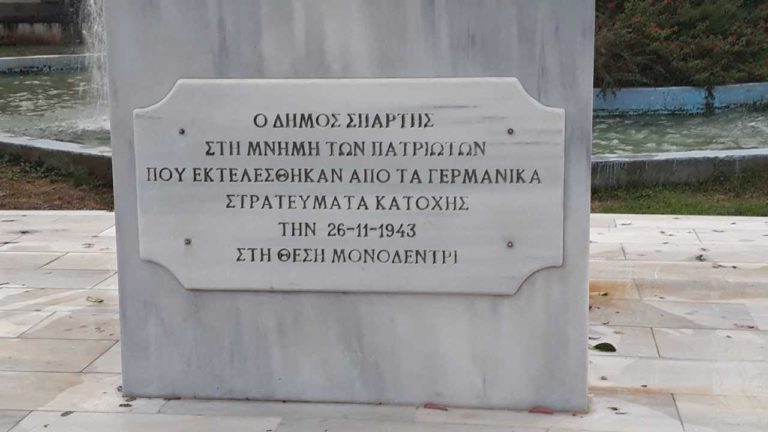 Ο ΔΗΜΟΣ ΣΠΑΡΤΗΣ
ΣΤΗ ΜΝΗΜΗ ΤΩΝ ΠΑΤΡΙΩΤΩΝ
ΠΟΥ ΕΚΤΕΛΕΣΘΗΚΑΝ ΑΠΟ ΤΑ ΓΕΡΜΑΝΙΚΑ
ΣΤΡΑΤΕΥΜΑΤΑ ΚΑΤΟΧΗΣ
ΤΗΝ 26-11-1943
ΣΤΗ ΘΕΣΗ ΜΟΝΟΔΕΝΤΡΙ